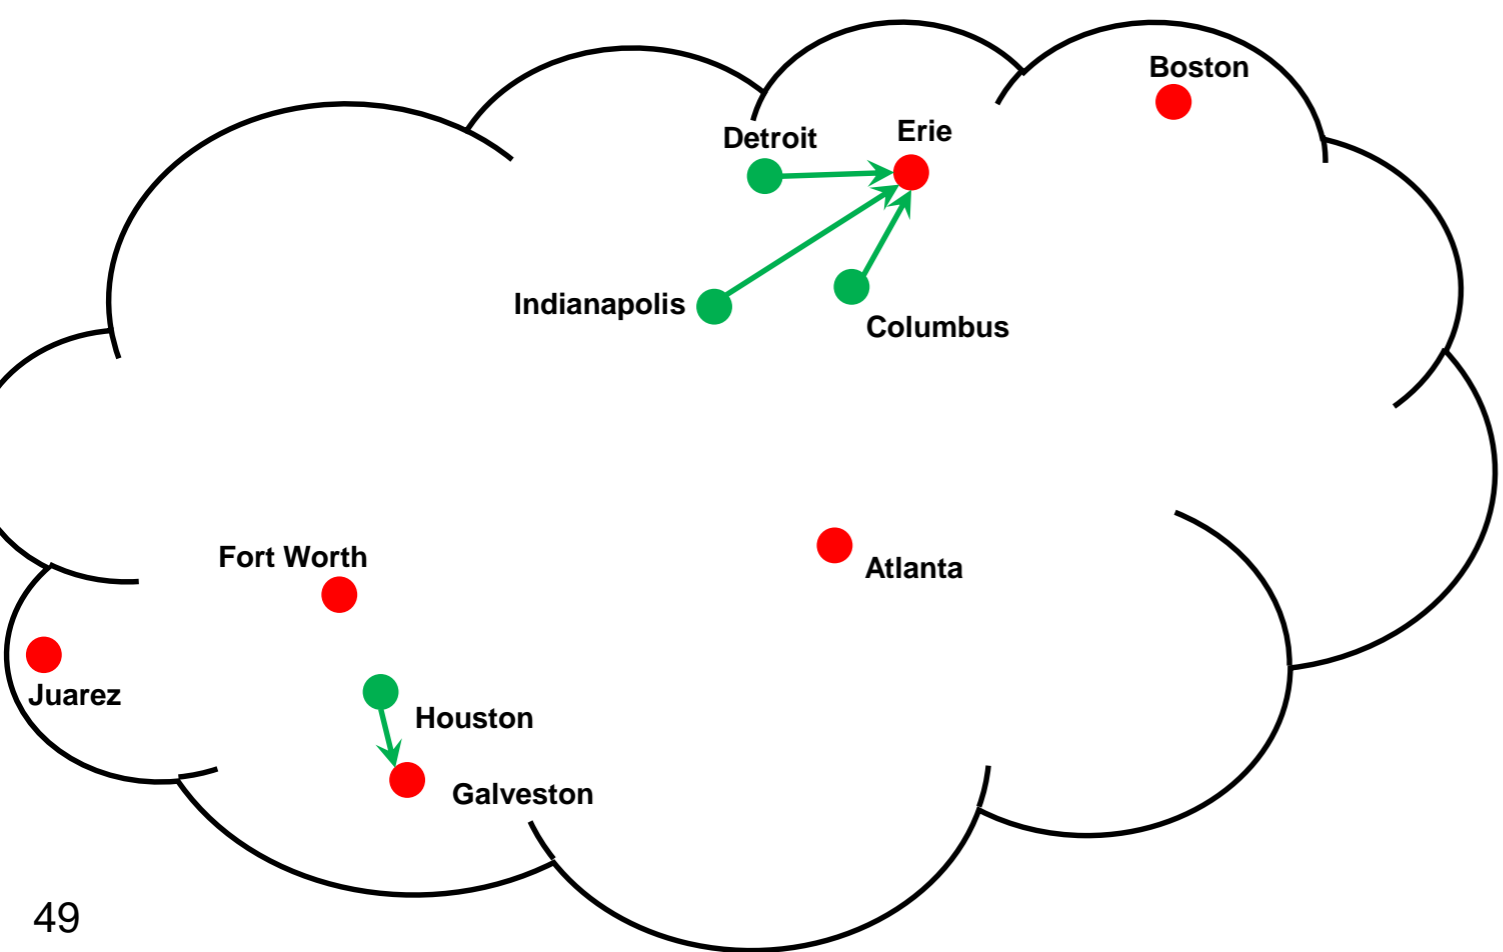 Boston
Detroit
Erie
Indianapolis
Columbus
Fort Worth
Atlanta
Juarez
Houston
Galveston
49